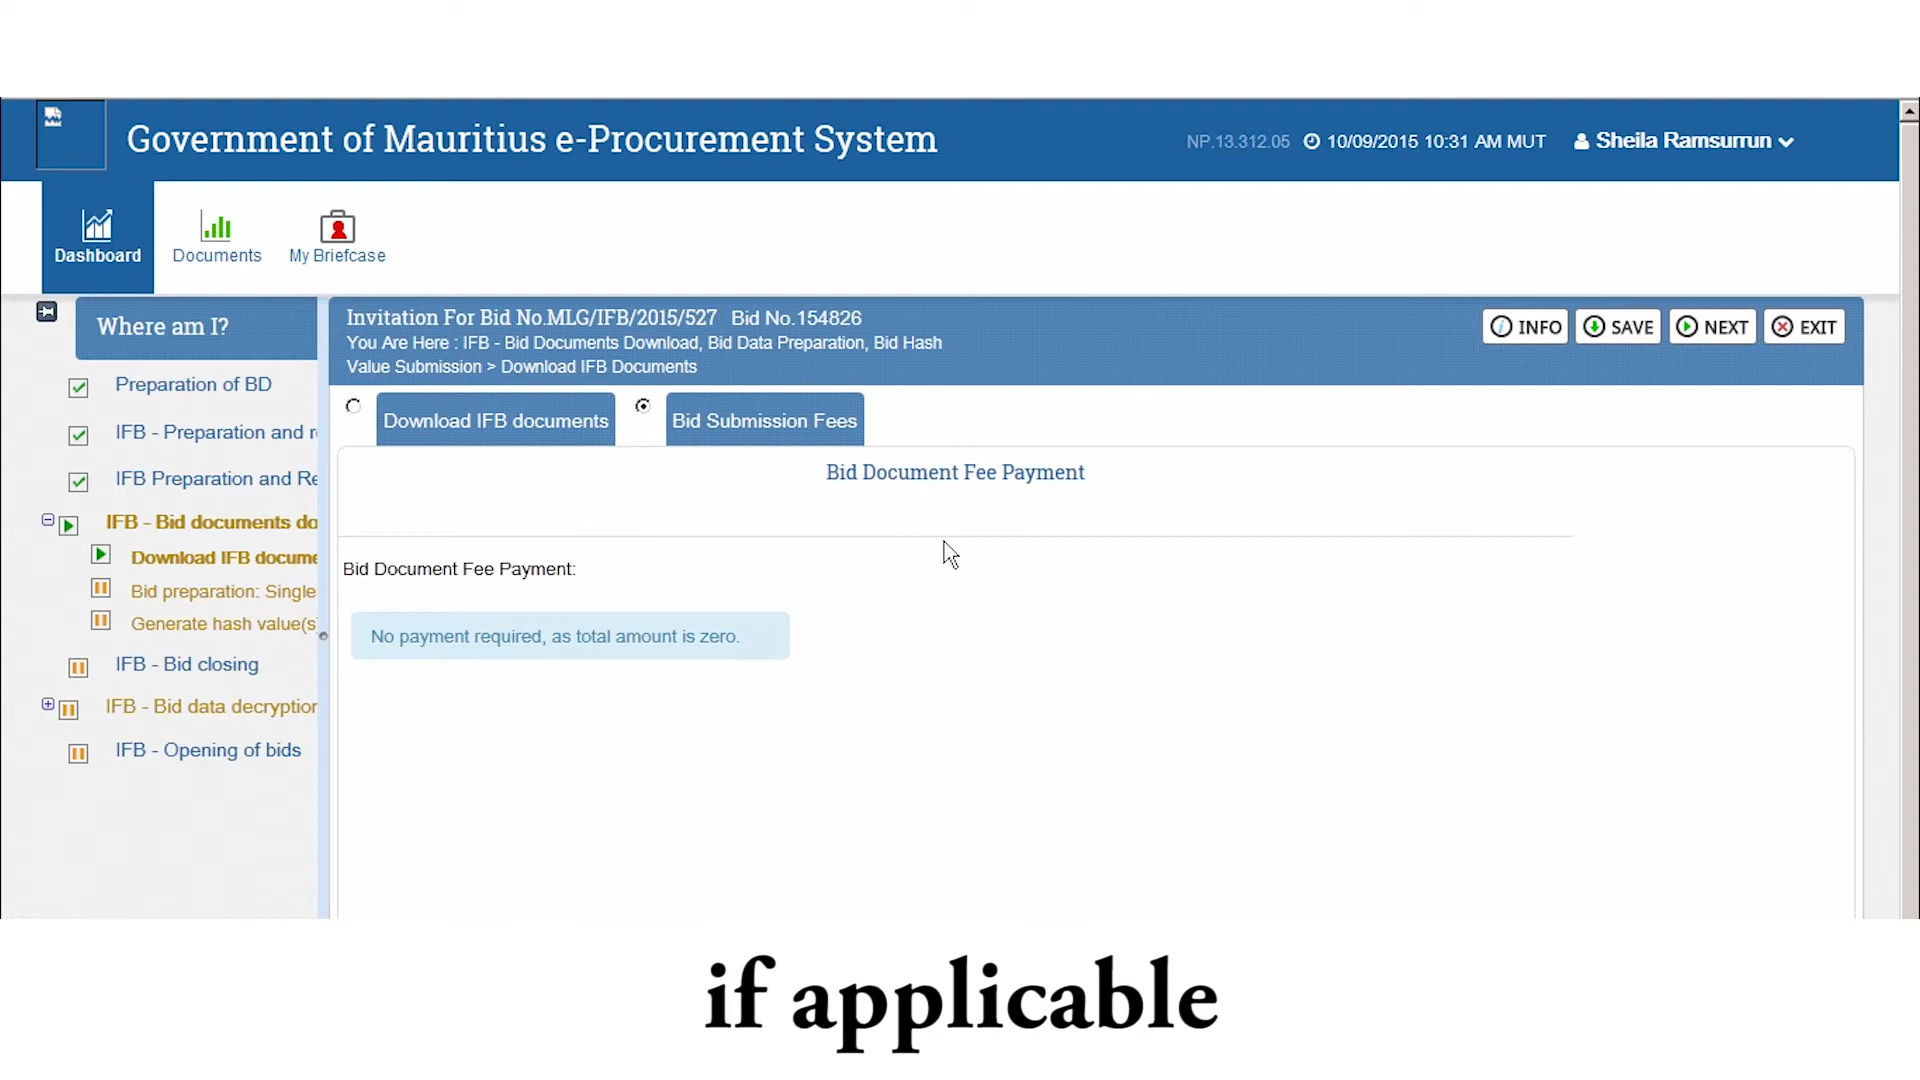 Government of Mauritius e-Procurement System
NP.13.312.05 10/09/2015 10:31 AM MUT Sheila Ramsurrun
Dashboard
Documents
My Briefcase
Where am I?
Preparation of BD
IFB - Preparation and r
IFB Preparation and Re
IFB - Bid documents do
Download IFB docume
Bid preparation: Single
Generate hash value(s
IFB - Bid closing
IFB - Bid data decryption
IFB - Opening of bids
Invitation For Bid No.MLG/IFB/2015/527 Bid No.154826
You Are Here : IFB - Bid Documents Download, Bid Data Preparation, Bid Hash
Value Submission > Download IFB Documents
INFO
SAVE
NEXT
EXIT
Download IFB documents
Bid Submission Fees
Bid Document Fee Payment
Bid Document Fee Payment:
No payment required, as total amount is zero.
if applicable